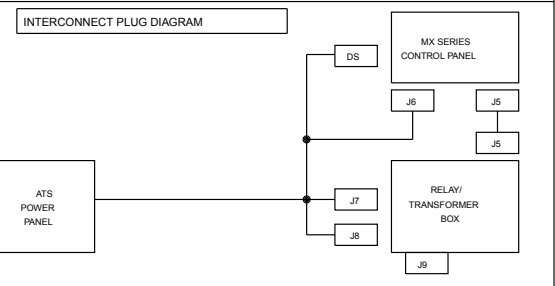 INTERCONNECT PLUG DIAGRAM
DS
MX SERIES
CONTROL PANEL
J6
J5
J5
ATS
POWER
PANEL
J7
J8
RELAY/
TRANSFORMER
BOX
J9